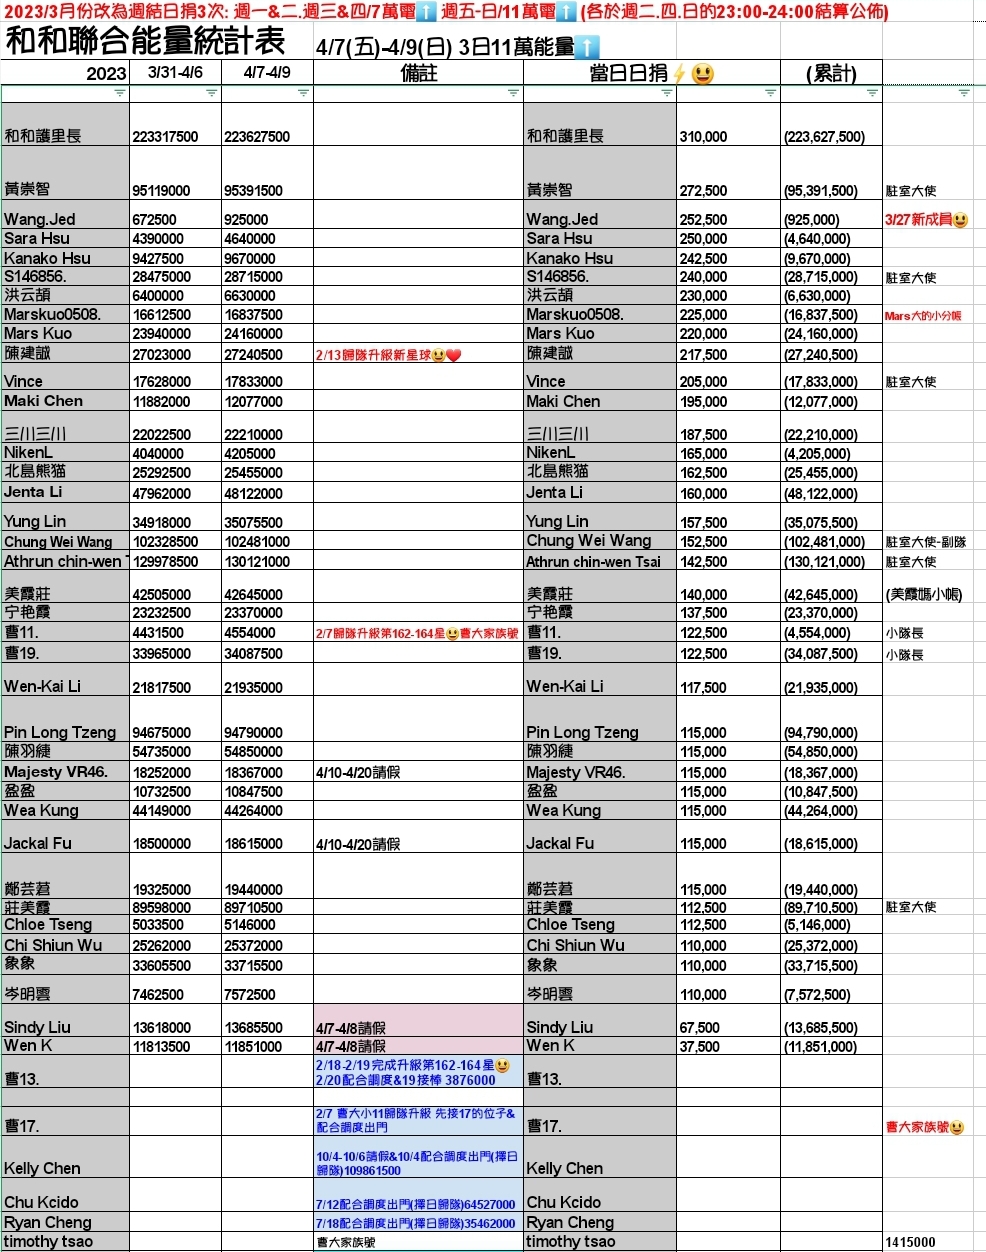 2023/3月份改為週結日捐3次: 週一&二.週三&四/7萬電⬆️ 週五-日/11萬電⬆️ (各於週二.四.日的23:00-24:00結算公佈)
和和聯合能量統計表 4/7(五)-4/9(日) 3日11萬能量⬆️
2023 3/31-4/6 4/7-4/9 備註 當日日捐⚡😃 (累計)
和和護里長 223317500 223627500 和和護里長 310,000 (223,627,500)
黃崇智 95119000 95391500 黃崇智 272,500 (95,391,500) 駐室大使
Wang.Jed 672500 925000 Wang.Jed 252,500 (925,000) 3/27新成員😃
Sara Hsu 4390000 4640000 Sara Hsu 250,000 (4,640,000)
Kanako Hsu 9427500 9670000 Kanako Hsu 242,500 (9,670,000)
S146856. 28475000 28715000 S146856. 240,000 (28,715,000) 駐室大使
洪云頡 6400000 6630000 洪云頡 230,000 (6,630,000)
Marskuo0508. 16612500 16837500 Marskuo0508. 225,000 (16,837,500) Mars大的小分帳
Mars Kuo 23940000 24160000 Mars Kuo 220,000 (24,160,000)
陳建誠 27023000 27240500 2/13歸隊升級新星球😃❤️ 陳建誠 217,500 (27,240,500)
Vince 17628000 17833000 Vince 205,000 (17,833,000) 駐室大使
Maki Chen 11882000 12077000 Maki Chen 195,000 (12,077,000)
三川三川 22022500 22210000 三川三川 187,500 (22,210,000)
NikenL 4040000 4205000 NikenL 165,000 (4,205,000)
北島熊猫 25292500 25455000 北島熊猫 162,500 (25,455,000)
Jenta Li 47962000 48122000 Jenta Li 160,000 (48,122,000)
Yung Lin 34918000 35075500 Yung Lin 157,500 (35,075,500)
Chung Wei Wang 102328500 102481000 Chung Wei Wang 152,500 (102,481,000) 駐室大使-副隊
Athrun chin-wen 129978500 130121000 Athrun chin-wen Tsai 142,500 (130,121,000) 駐室大使
美霞莊 42505000 42645000 美霞莊 140,000 (42,645,000) (美霞媽小帳)
宁艳霞 23232500 23370000 宁艳霞 137,500 (23,370,000)
曹11. 4431500 4554000 2/7歸隊升級第162-164星😃曹大家族號 曹11. 122,500 (4,554,000) 小隊長
曹19. 33965000 34087500 曹19. 122,500 (34,087,500) 小隊長
Wen-Kai Li 21817500 21935000 Wen-Kai Li 117,500 (21,935,000)
Pin Long Tzeng 94675000 94790000 Pin Long Tzeng 115,000 (94,790,000)
陳羽緁 54735000 54850000 陳羽緁 115,000 (54,850,000)
Majesty VR46. 18252000 18367000 4/10-4/20請假 Majesty VR46. 115,000 (18,367,000)
盈盈 10732500 10847500 盈盈 115,000 (10,847,500)
Wea Kung 44149000 44264000 Wea Kung 115,000 (44,264,000)
Jackal Fu 18500000 18615000 4/10-4/20請假 Jackal Fu 115,000 (18,615,000)
鄭芸莙 19325000 19440000 鄭芸莙 115,000 (19,440,000)
莊美霞 89598000 89710500 莊美霞 112,500 (89,710,500) 駐室大使
Chloe Tseng 5033500 5146000 Chloe Tseng 112,500 (5,146,000)
Chi Shiun Wu 25262000 25372000 Chi Shiun Wu 110,000 (25,372,000)
象象 33605500 33715500 象象 110,000 (33,715,500)
岑明雲 7462500 7572500 岑明雲 110,000 (7,572,500)
Sindy Liu 13618000 13685500 4/7-4/8請假 Sindy Liu 67,500 (13,685,500)
Wen K 11813500 11851000 4/7-4/8請假 Wen K 37,500 (11,851,000)
2/18-2/19完成升級第162-164星😃
曹13. 2/20配合調度&19接棒 3876000 曹13.
2/7 曹大小11歸隊升級 先接17的位子&
曹17. 配合調度出門 曹17. 曹大家族號😃
10/4-10/6請假&10/4配合調度出門(擇日
Kelly Chen 歸隊)109861500 Kelly Chen
Chu Kcido 7/12配合調度出門(擇日歸隊)64527000 Chu Kcido
Ryan Cheng 7/18配合調度出門(擇日歸隊)35462000 Ryan Cheng
timothy tsao 曹大家族號 timothy tsao 1415000